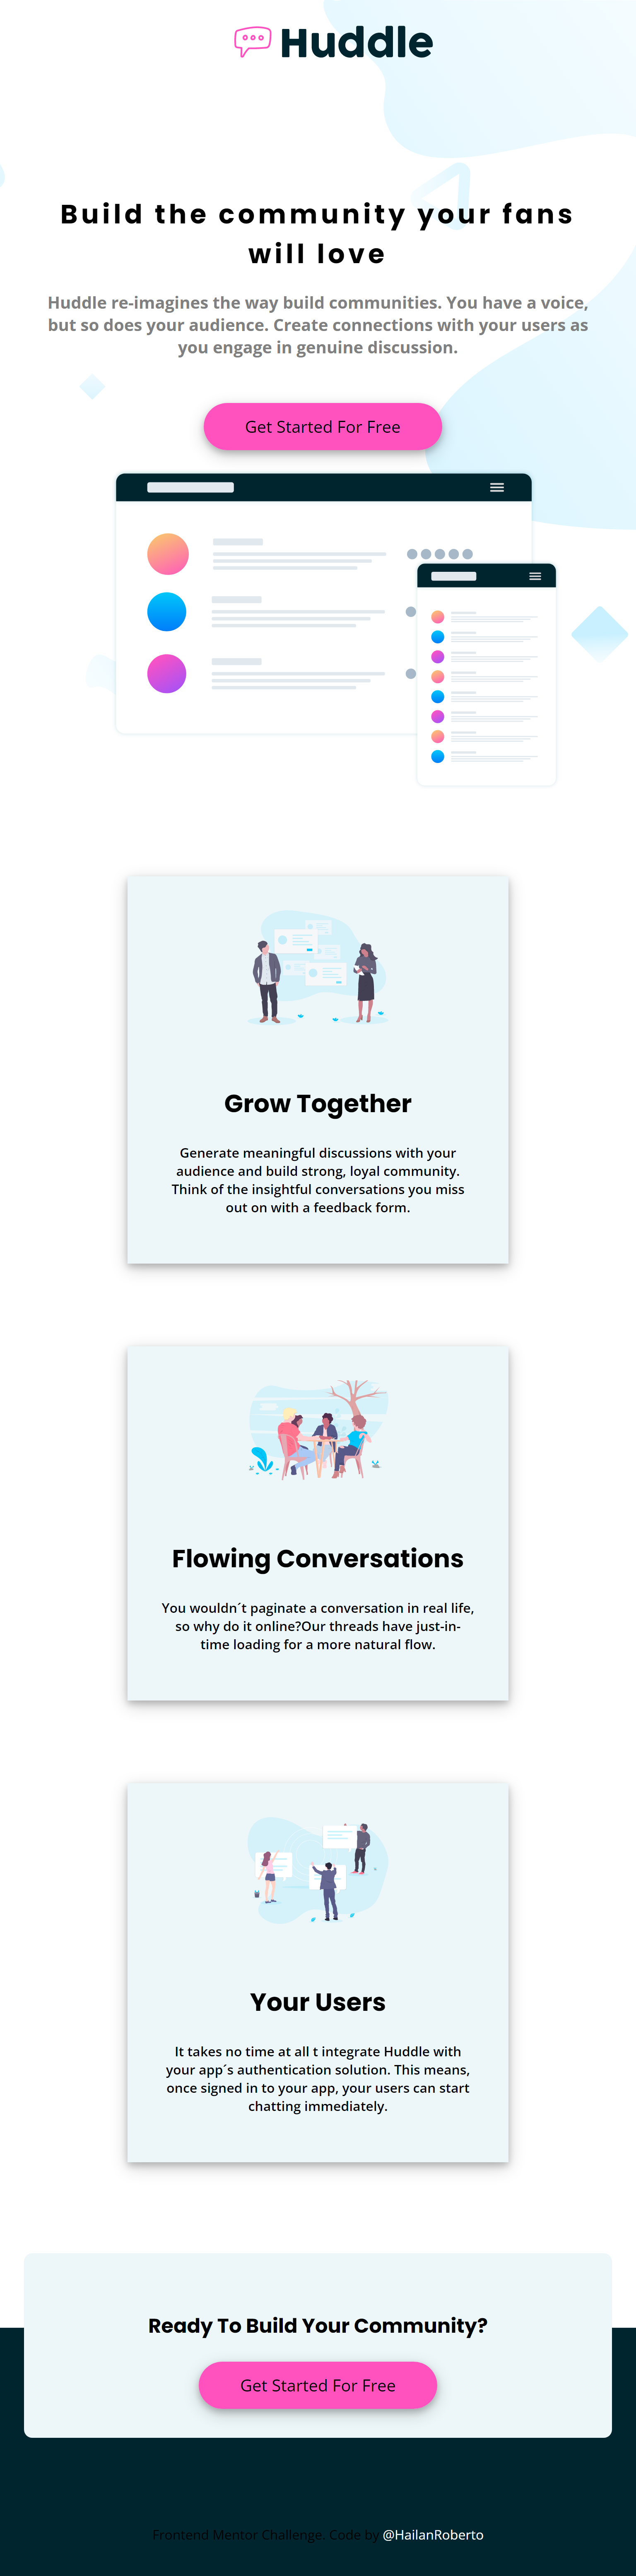 Huddle
Build the community your fans
will love
Huddle re-imagines the way build communities. You have a voice,
but so does your audience. Create connections with your users as
you engage in genuine discussion.
Get Started For Free
Grow Together
Generate meaningful discussions with your
audience and build strong, loyal community.
Think of the insightful conversations you miss
out on with a feedback form.
Flowing Conversations
You wouldn´t paginate a conversation in real life,
so why do it online?Our threads have just-in-
time loading for a more natural flow.
Your Users
It takes no time at all t integrate Huddle with
your app´s authentication solution. This means,
once signed in to your app, your users can start
chatting immediately.
Ready To Build Your Community?
Get Started For Free
Frontend Mentor Challenge. Code by @HailanRoberto